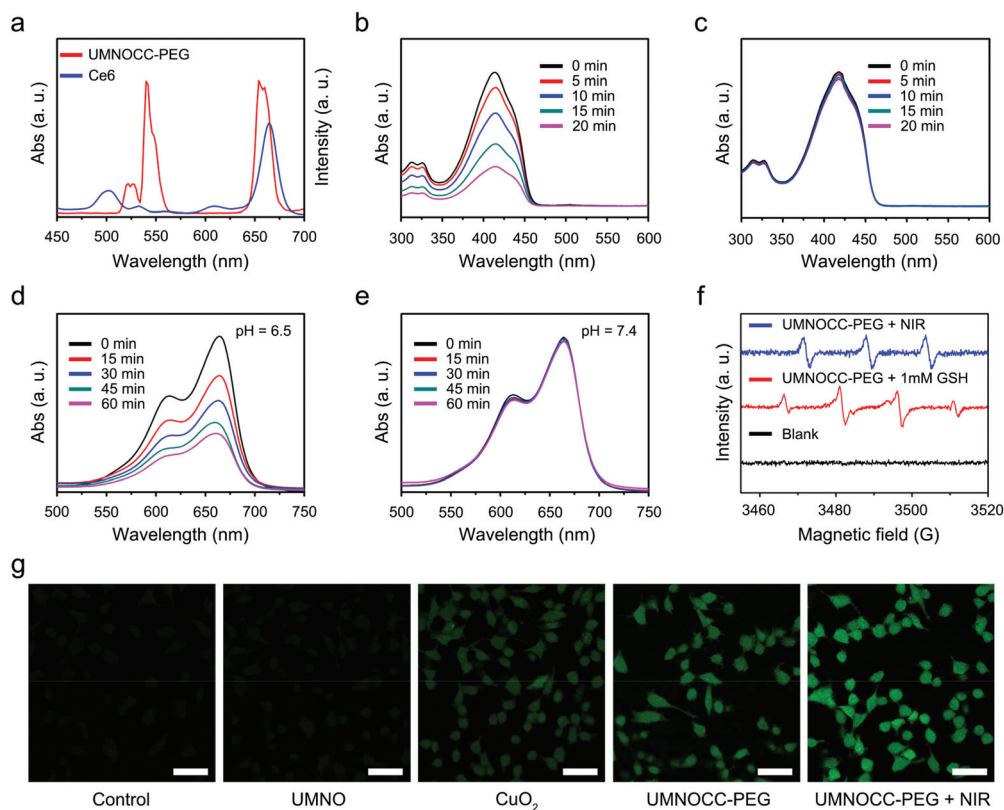 a
UMNOCC-PEG
Ce6
Abs (a. u.)
Intensity (a. u.)
450 500 550 600 650 700
Wavelength (nm)
b
0 min
5 min
10 min
15 min
20 min
Abs (a. u.)
300 350 400 450 500 550 600
Wavelength (nm)
c
0 min
5 min
10 min
15 min
20 min
Abs (a. u.)
300 350 400 450 500 550 600
Wavelength (nm)
d
0 min
15 min
30 min
45 min
60 min
pH = 6.5
Abs (a. u.)
500 550 600 650 700 750
Wavelength (nm)
e
0 min
15 min
30 min
45 min
60 min
pH = 7.4
Abs (a. u.)
500 550 600 650 700 750
Wavelength (nm)
f
UMNOCC-PEG + NIR
UMNOCC-PEG + 1mM GSH
Blank
Intensity (a. u.)
3460 3480 3500 3520
Magnetic field (G)
g
Control
UMNO
CuO₂
UMNOCC-PEG
UMNOCC-PEG + NIR